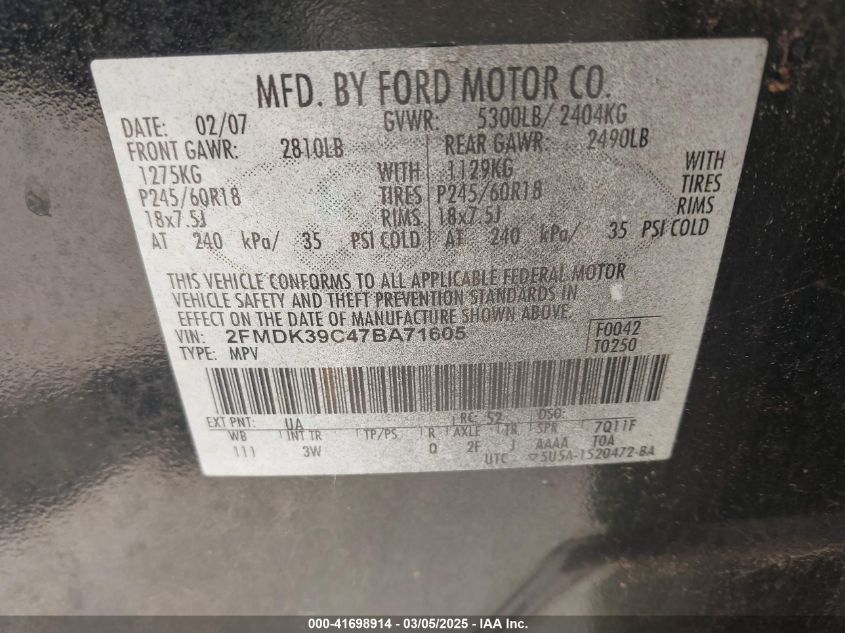 MFD. BY FORD MOTOR CO.
DATE: 02/07 GVWR: 5300LB/ 2404KG
FRONT GAWR: 2810LB REAR GAWR: 2490LB
1275KG WITH 1129KG WITH
P245/60R18 TIRES P245/60R18 TIRES
18x7.5J RIMS 18x7.5J RIMS
AT 240 kPa/ 35 PSI COLD AT 240 kPa/ 35 PSI COLD
THIS VEHICLE CONFORMS TO ALL APPLICABLE FEDERAL MOTOR
VEHICLE SAFETY AND THEFT PREVENTION STANDARDS IN
EFFECT ON THE DATE OF MANUFACTURE SHOWN ABOVE.
VIN: 2FMDK39C47BA71605 F0042
TYPE: MPV T0250
EXT PNT: UA RC: 52 DSO:
WB INT TR TP/PS R AXLE TR SPR 7Q11F
111 3W Q 2F J AAAA T0A
UTC 5U5A-1520472-BA
000-41698914 - 03/05/2025 - IAA Inc.